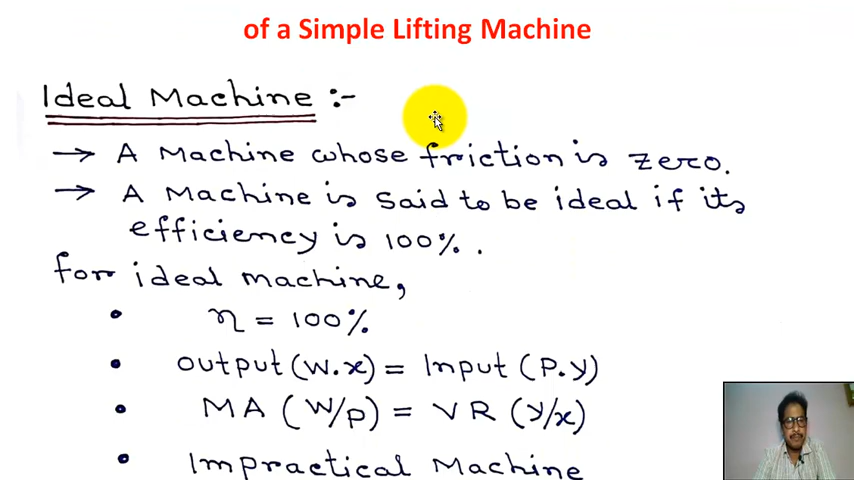 of a Simple Lifting Machine
Ideal Machine :-
→ A Machine whose friction is zero.
→ A Machine is said to be ideal if its
efficiency is 100%.
for ideal machine,
• η = 100%
• output (W.x) = Input (P.y)
• MA (W/P) = VR (y/x)
• Impractical Machine